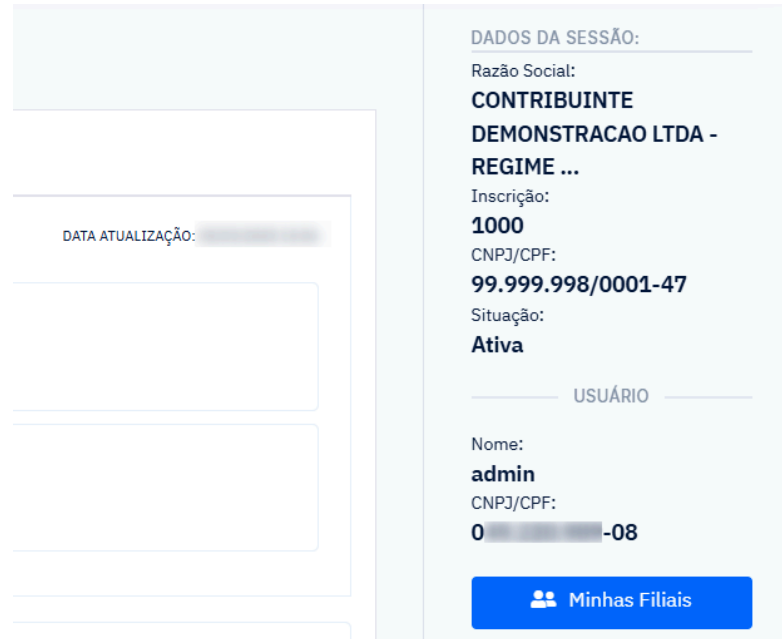 DADOS DA SESSÃO:
Razão Social:
CONTRIBUINTE
DEMONSTRACAO LTDA -
REGIME ...
Inscrição:
1000
CNPJ/CPF:
99.999.998/0001-47
Situação:
Ativa
USUÁRIO
Nome:
admin
CNPJ/CPF:
0 -08
Minhas Filiais
DATA ATUALIZAÇÃO: